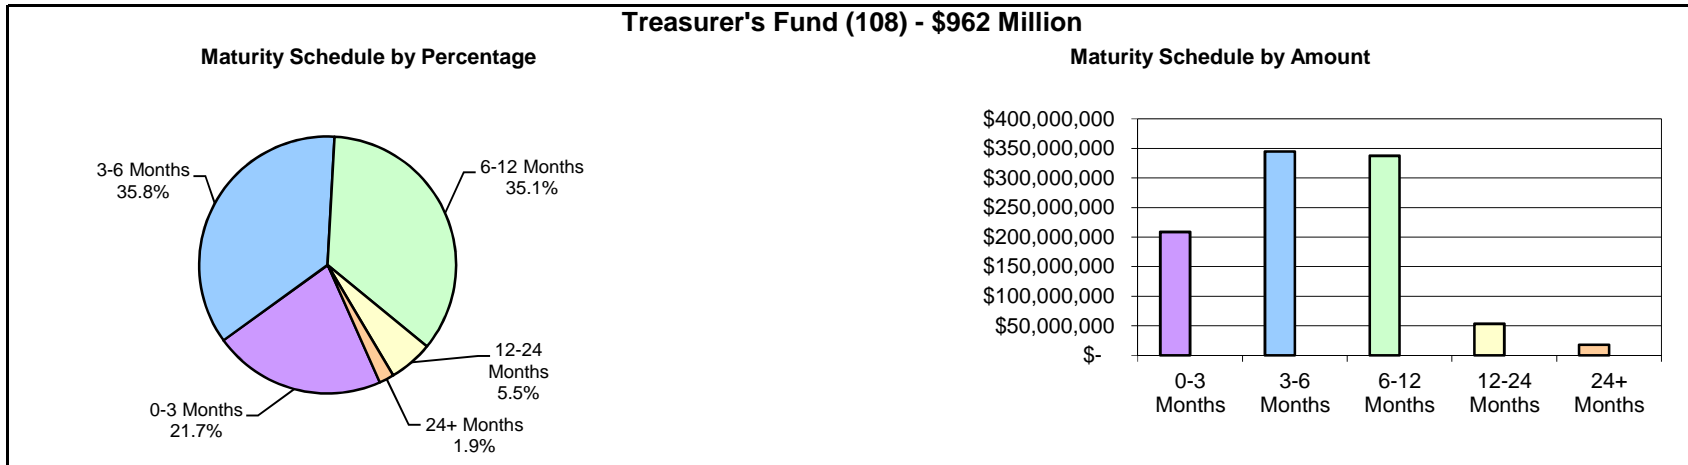 Treasurer's Fund (108) - $962 Million
Maturity Schedule by Percentage
3-6 Months
35.8%
6-12 Months
35.1%
12-24
Months
5.5%
0-3 Months
21.7%
24+ Months
1.9%
Maturity Schedule by Amount
$400,000,000
$350,000,000
$300,000,000
$250,000,000
$200,000,000
$150,000,000
$100,000,000
$50,000,000
$-
0-3
Months
3-6
Months
6-12
Months
12-24
Months
24+
Months